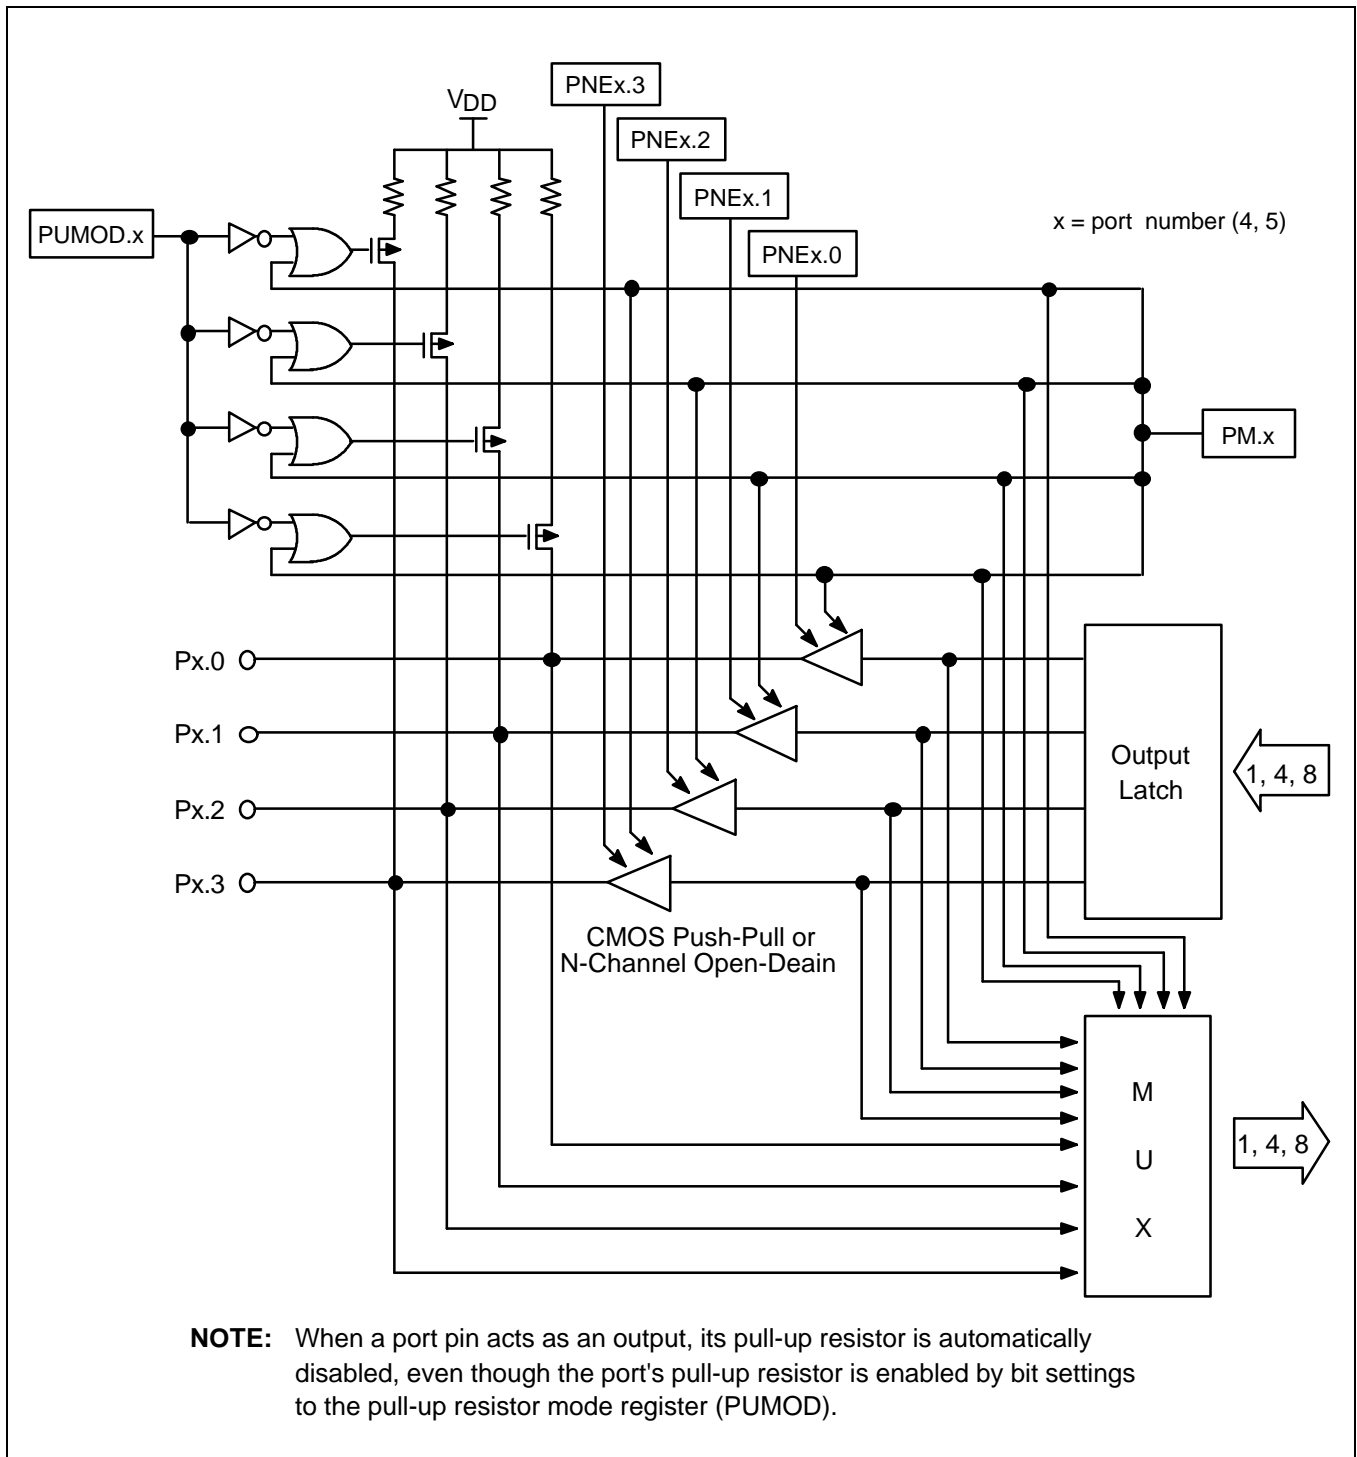 PNEx.3
VDD
PNEx.2
PNEx.1
x = port number (4, 5)
PUMOD.x
PNEx.0
PM.x
Px.0
Px.1
Output
Latch
1, 4, 8
Px.2
Px.3
CMOS Push-Pull or
N-Channel Open-Deain
M
U
X
1, 4, 8
NOTE: When a port pin acts as an output, its pull-up resistor is automatically
disabled, even though the port's pull-up resistor is enabled by bit settings
to the pull-up resistor mode register (PUMOD).